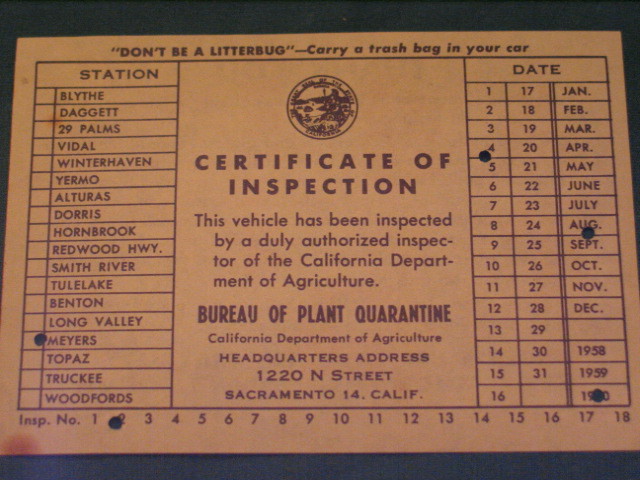 "DON'T BE A LITTERBUG"—Carry a trash bag in your car
STATION
BLYTHE
DAGGETT
29 PALMS
VIDAL
WINTERHAVEN
YERMO
ALTURAS
DORRIS
HORNBROOK
REDWOOD HWY.
SMITH RIVER
TULELAKE
BENTON
LONG VALLEY
MEYERS
TOPAZ
TRUCKEE
WOODFORDS
CALIFORNIA
CERTIFICATE OF
INSPECTION
This vehicle has been inspected
by a duly authorized inspec-
tor of the California Depart-
ment of Agriculture.
BUREAU OF PLANT QUARANTINE
California Department of Agriculture
HEADQUARTERS ADDRESS
1220 N STREET
SACRAMENTO 14, CALIF.
DATE
1 17 JAN.
2 18 FEB.
3 19 MAR.
4 20 APR.
5 21 MAY
6 22 JUNE
7 23 JULY
8 24 AUG.
9 25 SEPT.
10 26 OCT.
11 27 NOV.
12 28 DEC.
13 29
14 30 1958
15 31 1959
16 1960
Insp. No. 1 2 3 4 5 6 7 8 9 10 11 12 13 14 15 16 17 18